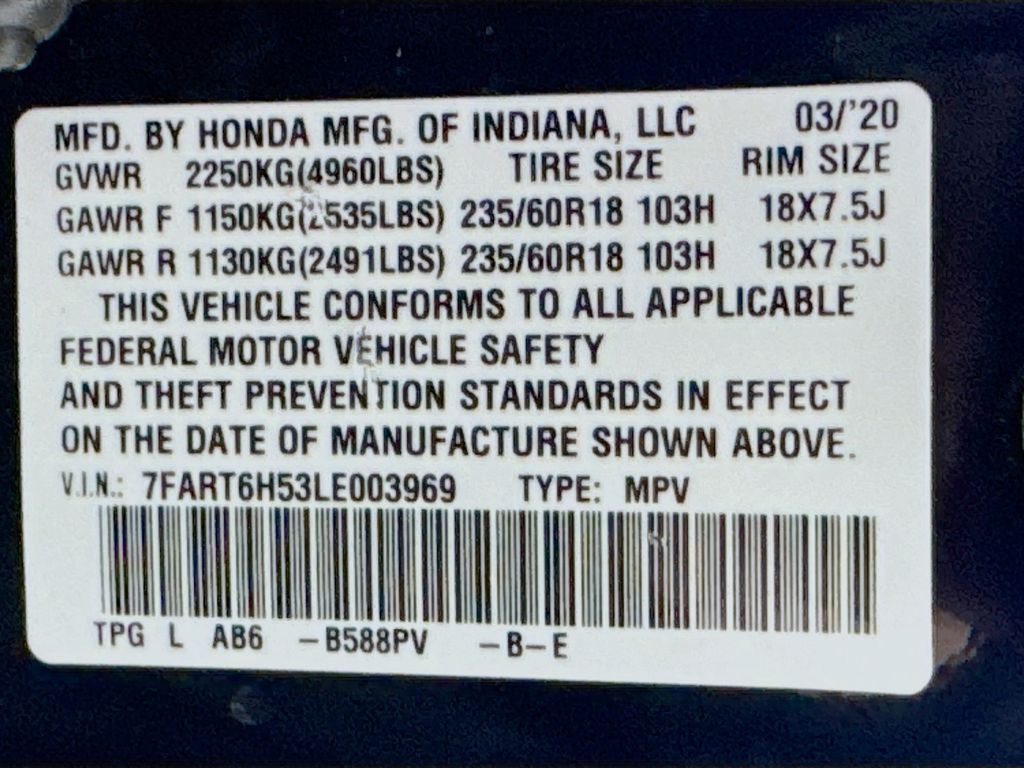 MFD. BY HONDA MFG. OF INDIANA, LLC 03/'20
GVWR 2250KG(4960LBS) TIRE SIZE RIM SIZE
GAWR F 1150KG(2535LBS) 235/60R18 103H 18X7.5J
GAWR R 1130KG(2491LBS) 235/60R18 103H 18X7.5J
THIS VEHICLE CONFORMS TO ALL APPLICABLE
FEDERAL MOTOR VEHICLE SAFETY
AND THEFT PREVENTION STANDARDS IN EFFECT
ON THE DATE OF MANUFACTURE SHOWN ABOVE.
V.I.N.: 7FART6H53LE003969 TYPE: MPV
TPG L AB6 –B588PV –B–E